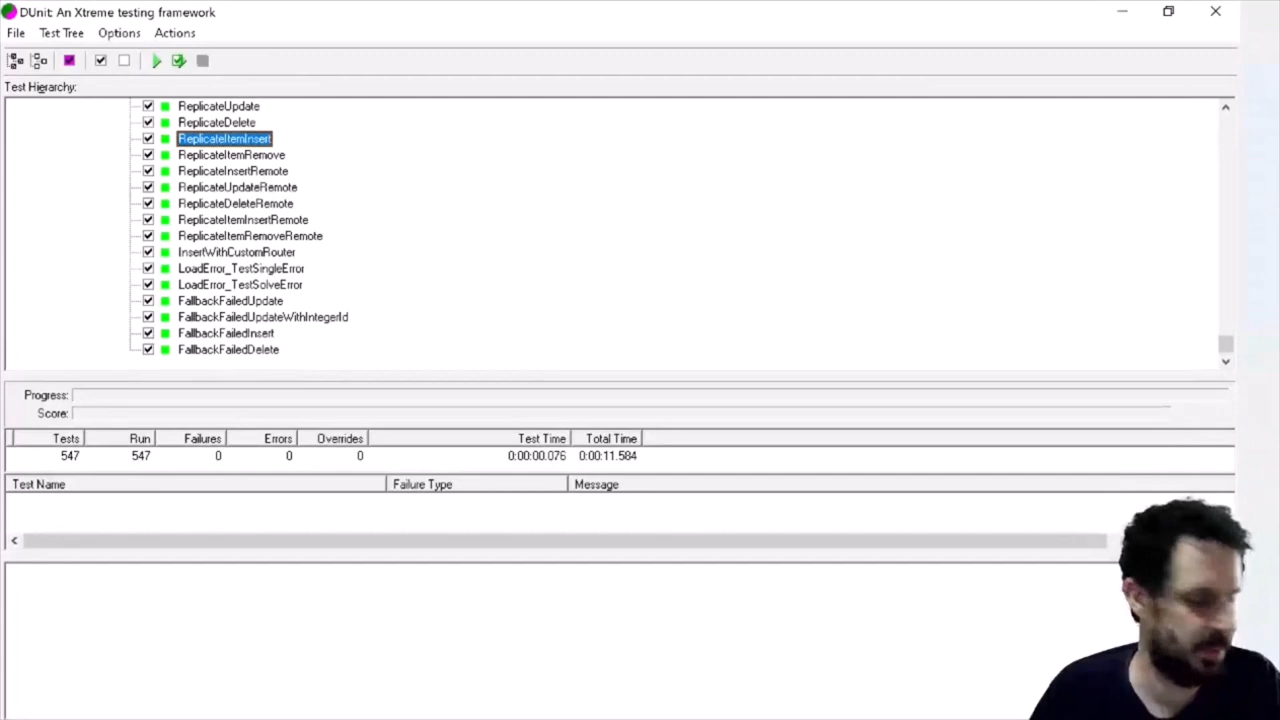 DUnit: An Xtreme testing framework
File Test Tree Options Actions
Test Hierarchy:
ReplicateUpdate
ReplicateDelete
ReplicateItemInsert
ReplicateItemRemove
ReplicateInsertRemote
ReplicateUpdateRemote
ReplicateDeleteRemote
ReplicateItemInsertRemote
ReplicateItemRemoveRemote
InsertWithCustomRouter
LoadError_TestSingleError
LoadError_TestSolveError
FallbackFailedUpdate
FallbackFailedUpdateWithIntegerId
FallbackFailedInsert
FallbackFailedDelete
Progress:
Score:
Tests Run Failures Errors Overrides Test Time Total Time
547 547 0 0 0 0:00:00.076 0:00:11.584
Test Name Failure Type Message